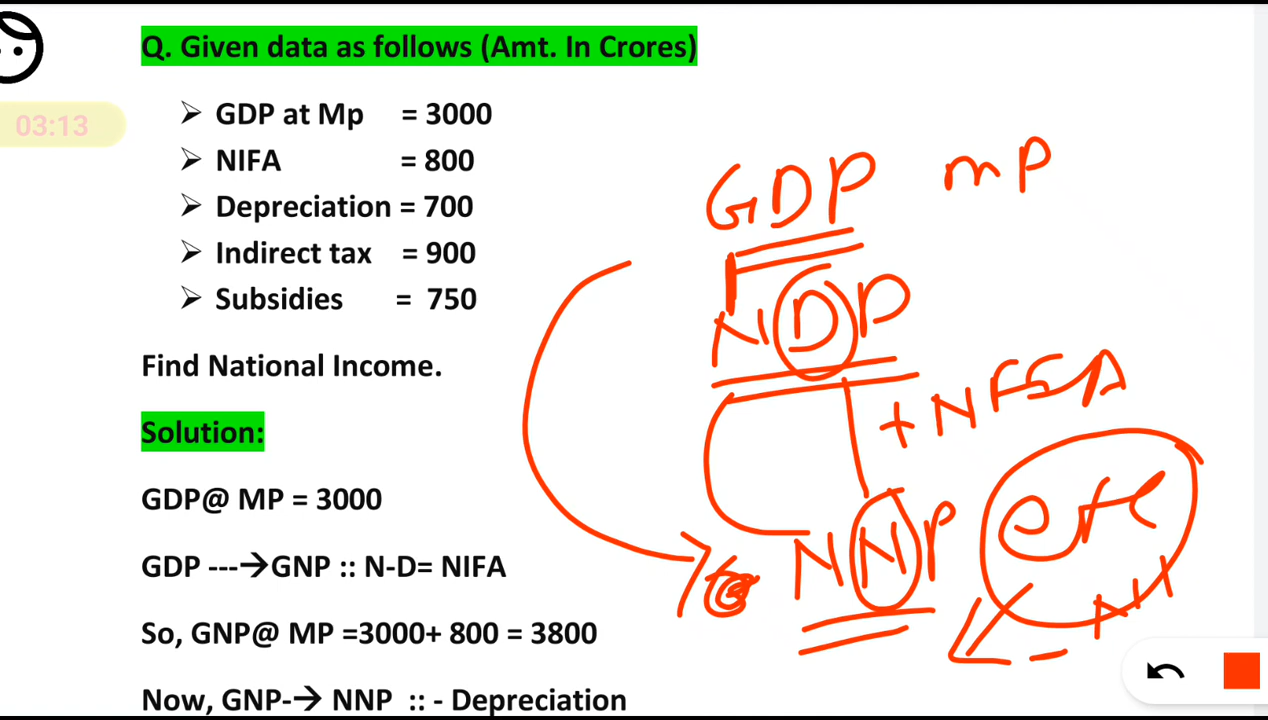 Q. Given data as follows (Amt. In Crores)
03:13
➢ GDP at Mp = 3000
➢ NIFA = 800
➢ Depreciation = 700
➢ Indirect tax = 900
➢ Subsidies = 750
Find National Income.
Solution:
GDP@ MP = 3000
GDP ---→GNP :: N-D= NIFA
So, GNP@ MP =3000+ 800 = 3800
Now, GNP-→ NNP :: - Depreciation
GDP mP
NDP
NNP